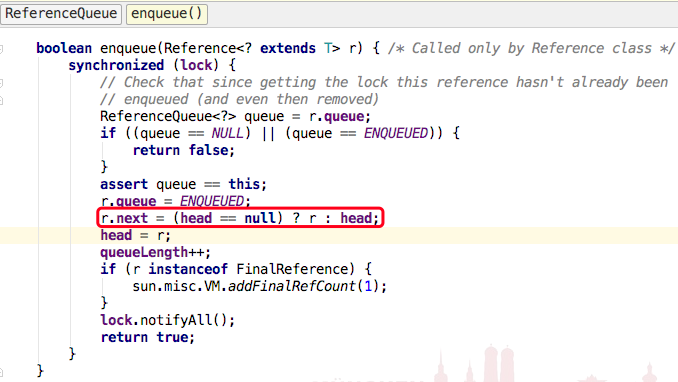 ReferenceQueue enqueue()
boolean enqueue(Reference<? extends T> r) { /* Called only by Reference class */
synchronized (lock) {
// Check that since getting the lock this reference hasn't already been
// enqueued (and even then removed)
ReferenceQueue<?> queue = r.queue;
if ((queue == NULL) || (queue == ENQUEUED)) {
return false;
}
assert queue == this;
r.queue = ENQUEUED;
r.next = (head == null) ? r : head;
head = r;
queueLength++;
if (r instanceof FinalReference) {
sun.misc.VM.addFinalRefCount(1);
}
lock.notifyAll();
return true;
}
}